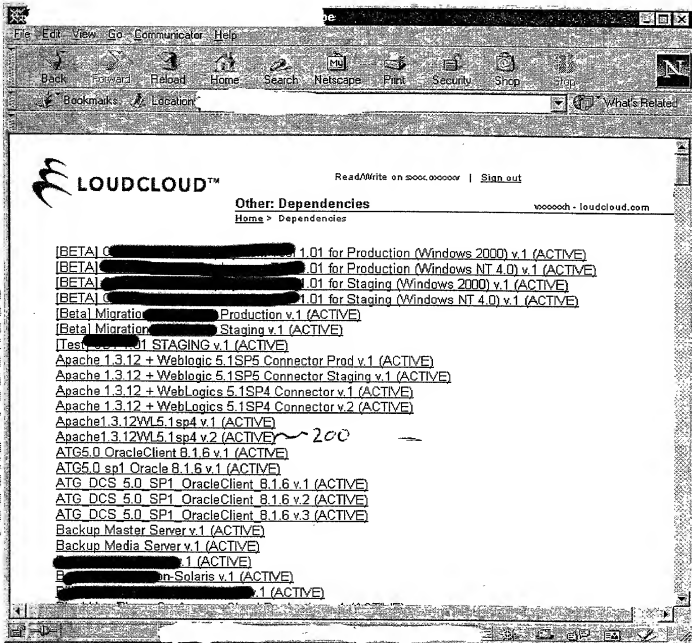 File Edit View Go Communicator Help
Back Forward Reload Home Search Netscape Print Security Shop Stop
Bookmarks Location What's Related
LOUDCLOUD™
Read/Write on | Sign out
Other: Dependencies
- loudcloud.com
Home > Dependencies
[BETA] 1.01 for Production (Windows 2000) v.1 (ACTIVE)
[BETA] .01 for Production (Windows NT 4.0) v.1 (ACTIVE)
[BETA] 1.01 for Staging (Windows 2000) v.1 (ACTIVE)
[BETA] 1.01 for Staging (Windows NT 4.0) v.1 (ACTIVE)
[Beta] Migration Production v.1 (ACTIVE)
[Beta] Migration Staging v.1 (ACTIVE)
[Test] STAGING v.1 (ACTIVE)
Apache 1.3.12 + Weblogic 5.1SP5 Connector Prod v.1 (ACTIVE)
Apache 1.3.12 + Weblogic 5.1SP5 Connector Staging v.1 (ACTIVE)
Apache 1.3.12 + WebLogics 5.1SP4 Connector v.1 (ACTIVE)
Apache 1.3.12 + WebLogics 5.1SP4 Connector v.2 (ACTIVE)
Apache1.3.12WL5.1sp4 v.1 (ACTIVE)
Apache1.3.12WL5.1sp4 v.2 (ACTIVE) 200
ATG5.0 OracleClient 8.1.6 v.1 (ACTIVE)
ATG5.0 sp1 Oracle 8.1.6 v.1 (ACTIVE)
ATG_DCS_5.0_SP1_OracleClient_8.1.6 v.1 (ACTIVE)
ATG_DCS_5.0_SP1_OracleClient_8.1.6 v.2 (ACTIVE)
ATG_DCS_5.0_SP1_OracleClient_8.1.6 v.3 (ACTIVE)
Backup Master Server v.1 (ACTIVE)
Backup Media Server v.1 (ACTIVE)
.1 (ACTIVE)
-Solaris v.1 (ACTIVE)
v.1 (ACTIVE)